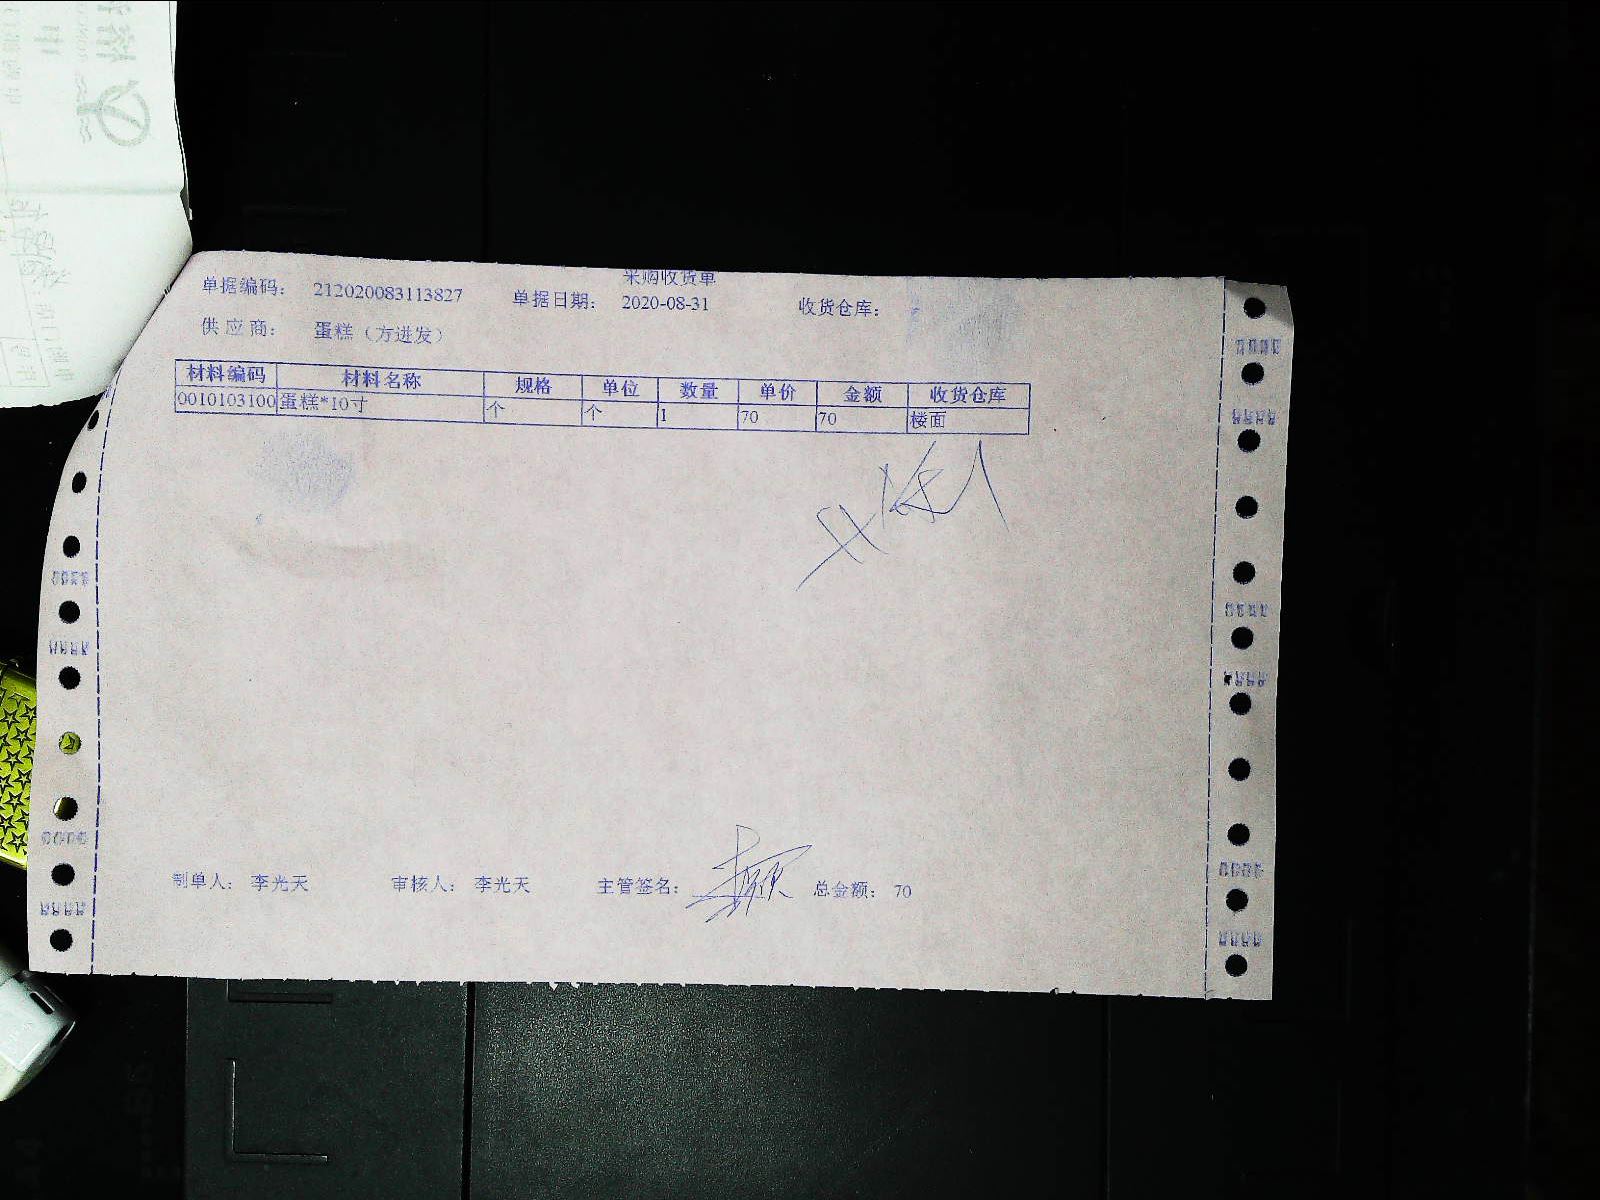 采购收货单
单据编码： 212020083113827 单据日期： 2020-08-31 收货仓库：
供应商： 蛋糕（方进发）
材料编码 材料名称 规格 单位 数量 单价 金额 收货仓库
0010103100 蛋糕*10寸 个 个 1 70 70 楼面
制单人： 李光天 审核人： 李光天 主管签名： 总金额： 70